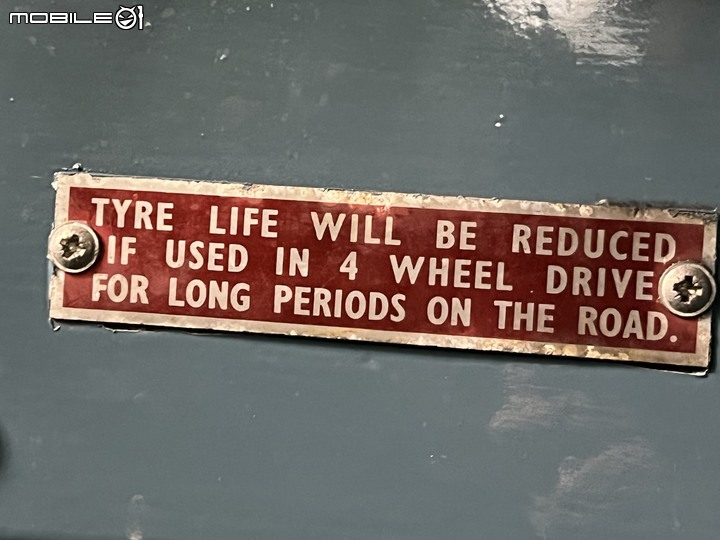 MOBILE01
TYRE LIFE WILL BE REDUCED
IF USED IN 4 WHEEL DRIVE
FOR LONG PERIODS ON THE ROAD.